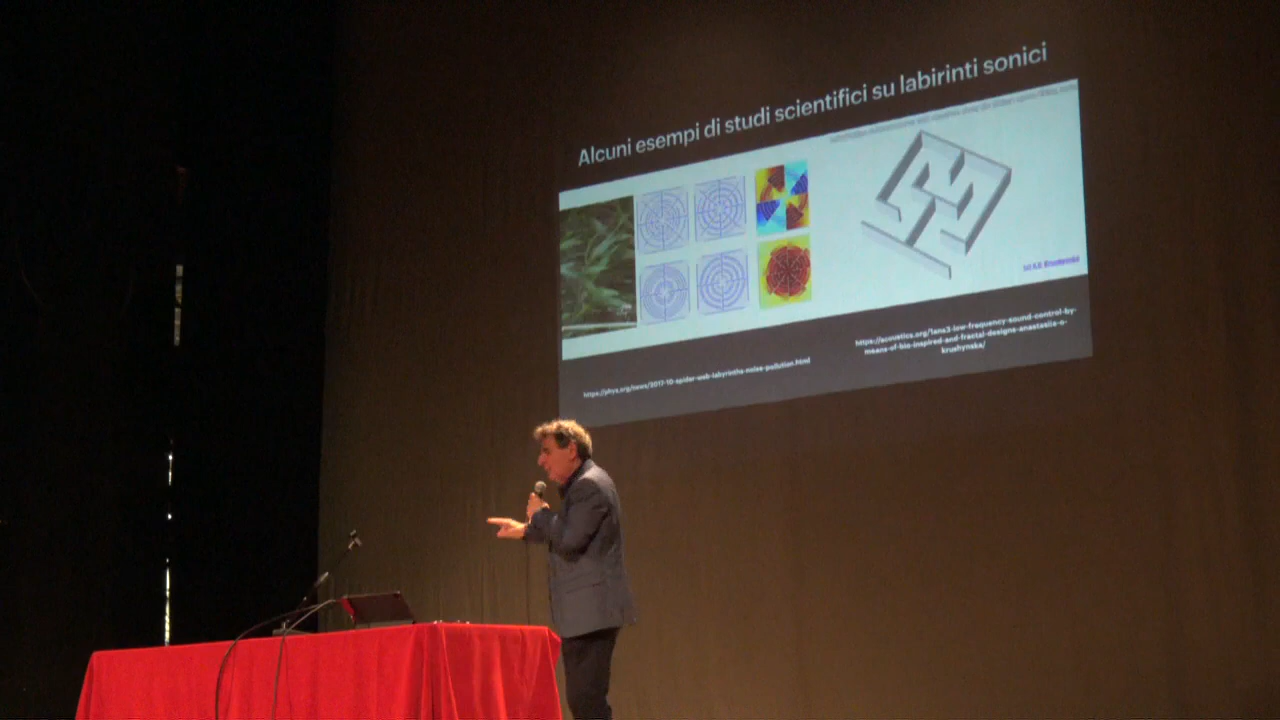 Alcuni esempi di studi scientifici su labirinti sonici
https://phys.org/news/2017-10-spider-web-labyrinths-noise-pollution.html
https://acoustics.org/1ans3-low-frequency-sound-control-by-
means-of-bio-inspired-and-fractal-designs-anastasiia-o-
krushynska/